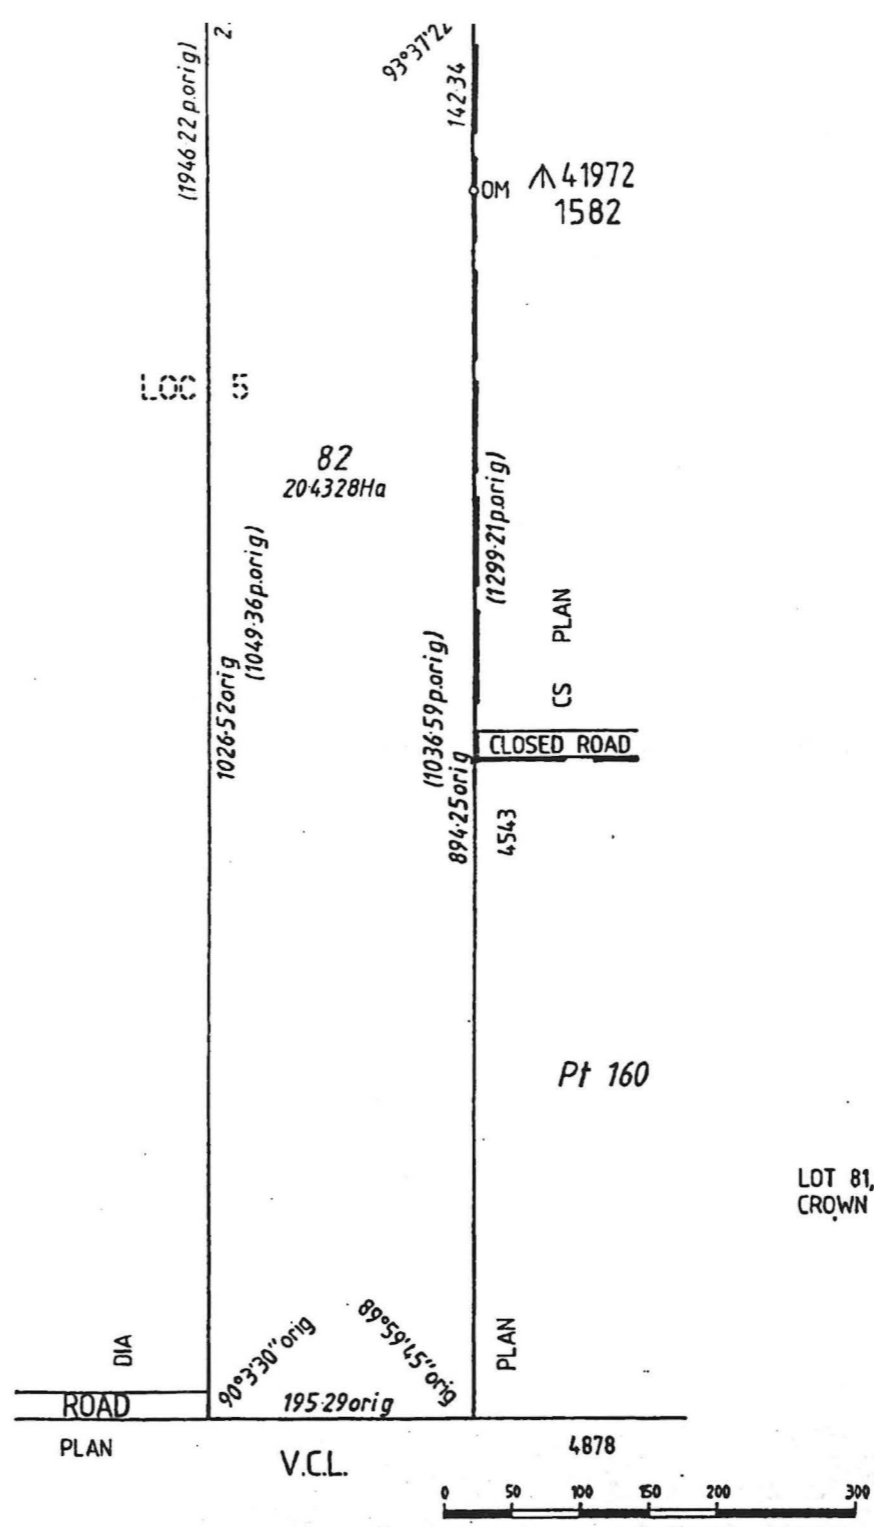 2.
93°37'22
(1946·22 p.orig)
142·34
OM
41972
1582
LOC 5
82
20·4328Ha
(1299·21p.orig)
(1049·36p.orig)
1026·52orig
CS PLAN
(1036·59p.orig)
894·25orig
CLOSED ROAD
4543
Pt 160
LOT 81,
CROWN
DIA
90°3'30"orig
89°59'45"orig
PLAN
ROAD
195·29orig
PLAN
V.C.L.
4878
0 50 100 150 200 300